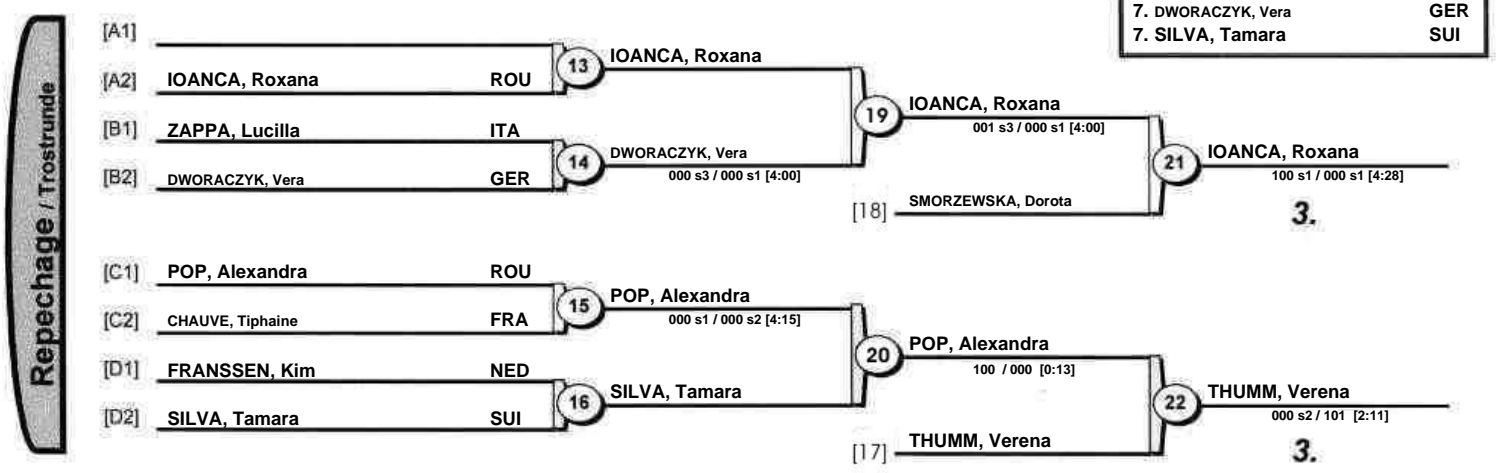 7. DWORACZYK, Vera GER
7. SILVA, Tamara SUI
Repechage / Trostrunde
[A1]
[A2] IOANCA, Roxana ROU
13 IOANCA, Roxana
[B1] ZAPPA, Lucilla ITA
[B2] DWORACZYK, Vera GER
14 DWORACZYK, Vera
000 s3 / 000 s1 [4:00]
19 IOANCA, Roxana
001 s3 / 000 s1 [4:00]
[18] SMORZEWSKA, Dorota
21 IOANCA, Roxana
100 s1 / 000 s1 [4:28]
3.
[C1] POP, Alexandra ROU
[C2] CHAUVE, Tiphaine FRA
15 POP, Alexandra
000 s1 / 000 s2 [4:15]
[D1] FRANSSEN, Kim NED
[D2] SILVA, Tamara SUI
16 SILVA, Tamara
20 POP, Alexandra
100 / 000 [0:13]
[17] THUMM, Verena
22 THUMM, Verena
000 s2 / 101 [2:11]
3.